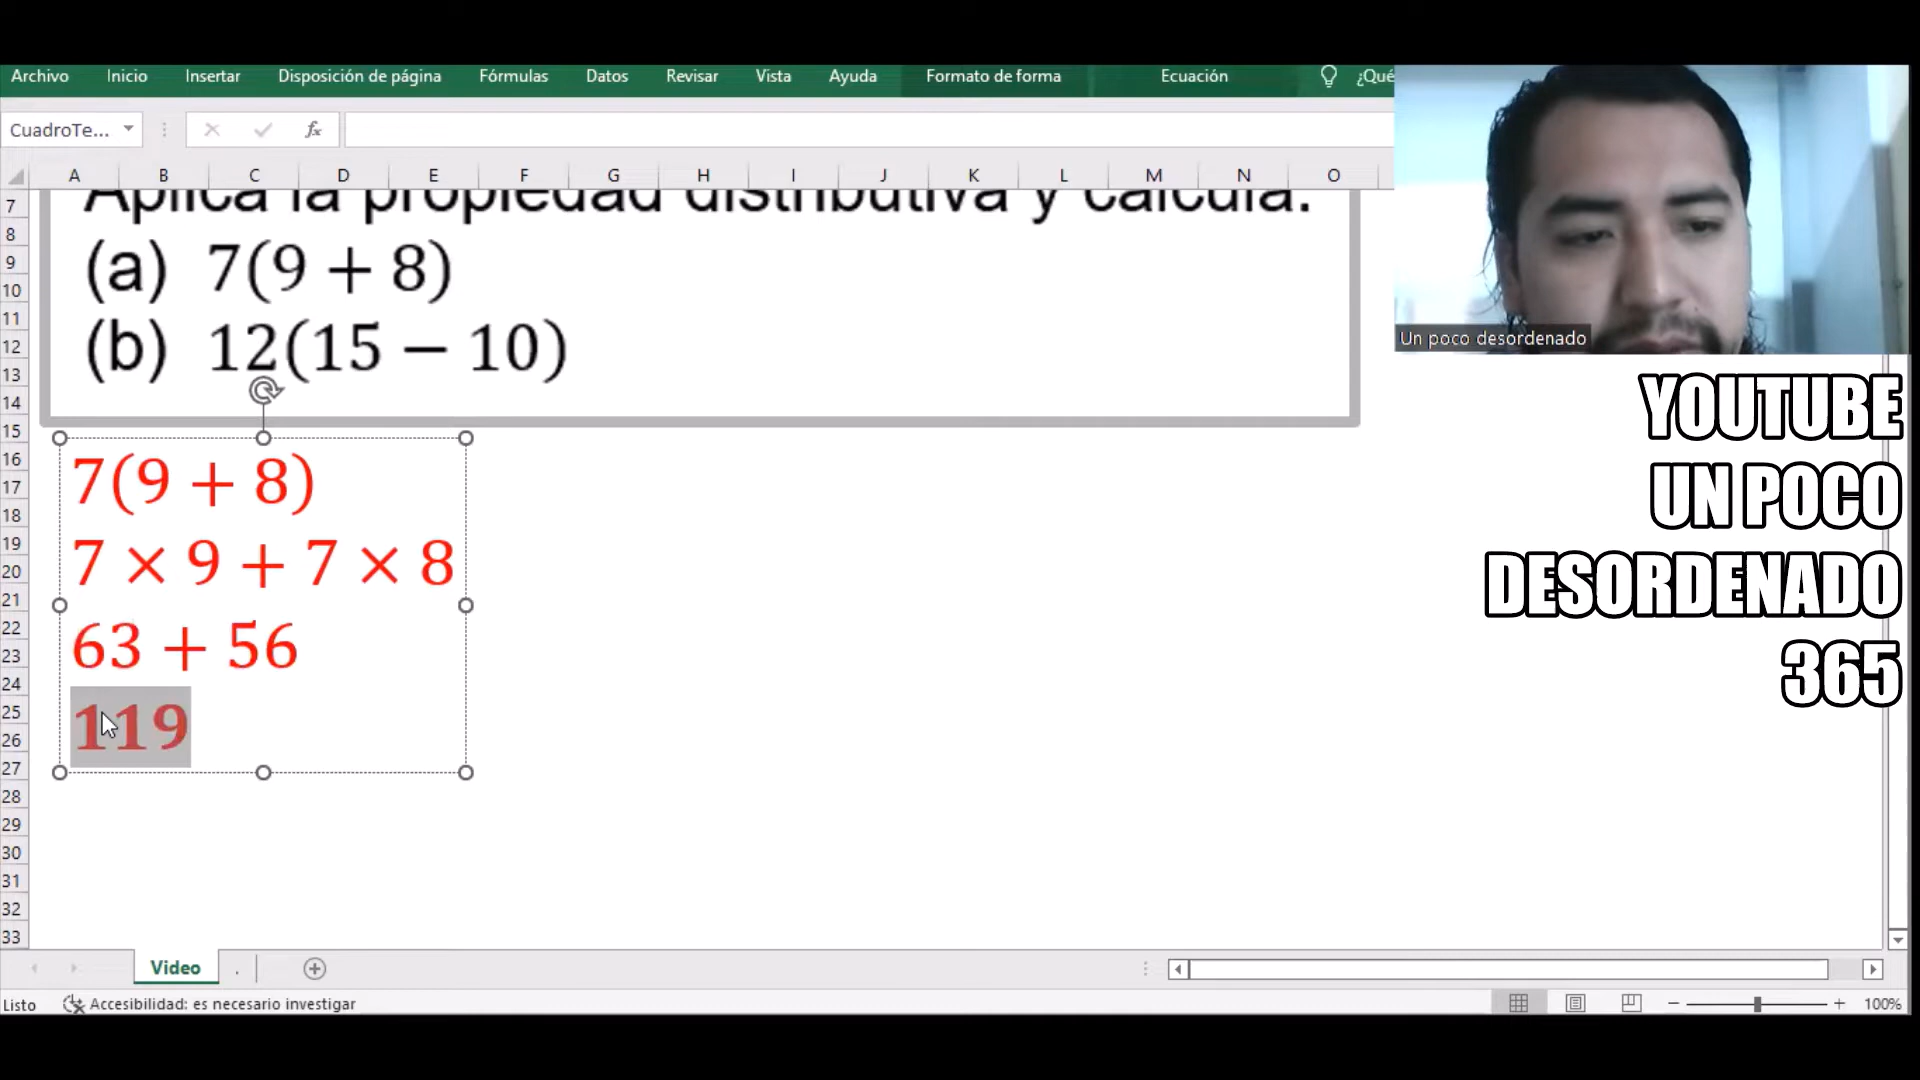 Archivo Inicio Insertar Disposición de página Fórmulas Datos Revisar Vista Ayuda Formato de forma Ecuación ¿Qué
CuadroTe... fx
A B C D E F G H I J K L M N O
7
8
9
10
11
12
13
14
15
16
17
18
19
20
21
22
23
24
25
26
27
28
29
30
31
32
33
Aplica la propiedad distributiva y calcula:
(a) 7(9 + 8)
(b) 12(15 − 10)
7(9 + 8)
7 × 9 + 7 × 8
63 + 56
119
Un poco desordenado
YOUTUBE
UN POCO
DESORDENADO
365
Video .
Listo Accesibilidad: es necesario investigar 100%